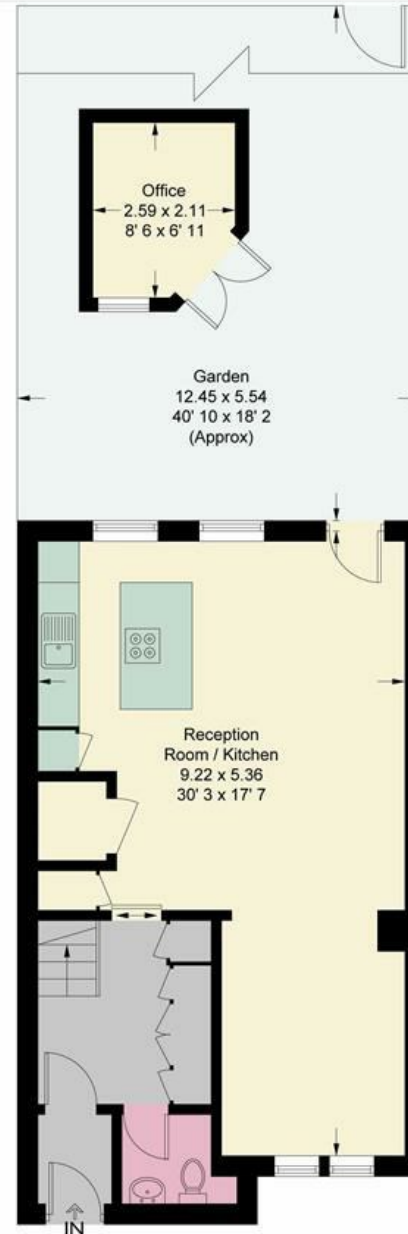 Office
2.59 x 2.11
8' 6 x 6' 11
Garden
12.45 x 5.54
40' 10 x 18' 2
(Approx)
Reception
Room / Kitchen
9.22 x 5.36
30' 3 x 17' 7
IN